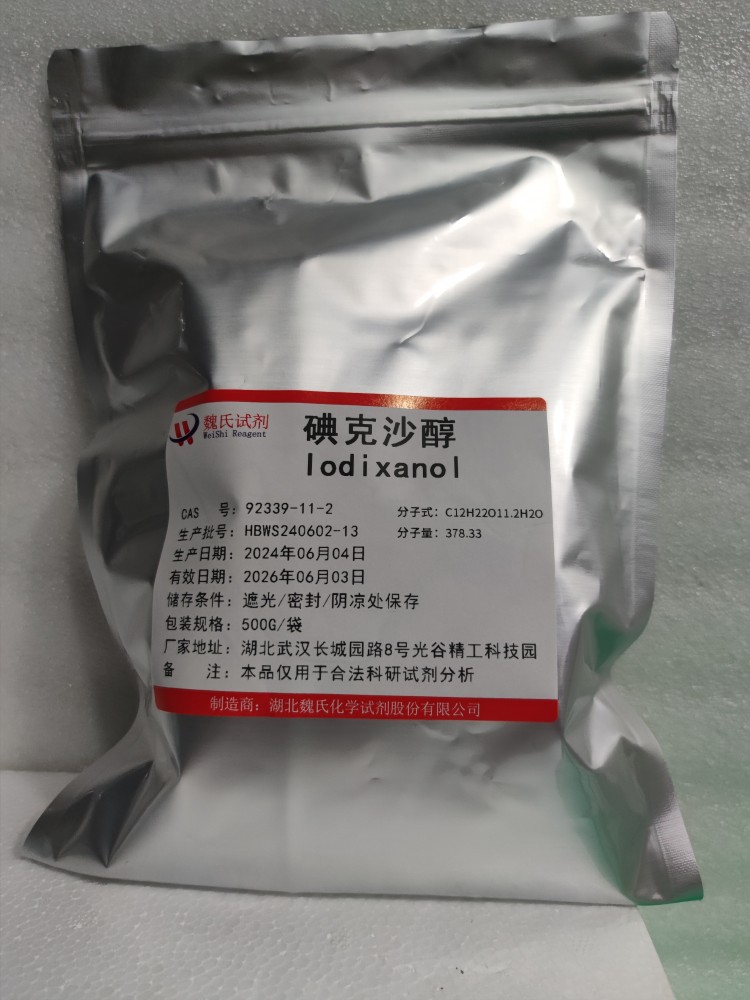 魏氏试剂
WeiShi Reagent
碘克沙醇
Iodixanol
CAS 号：92339-11-2
分子式：C12H22O11.2H2O
生产批号：HBWS240602-13
分子量：378.33
生产日期：2024年06月04日
有效日期：2026年06月03日
储存条件：遮光/密封/阴凉处保存
包装规格：500G/袋
厂家地址：湖北武汉长城园路8号光谷精工科技园
备 注：本品仅用于合法科研试剂分析
制造商：湖北魏氏化学试剂股份有限公司